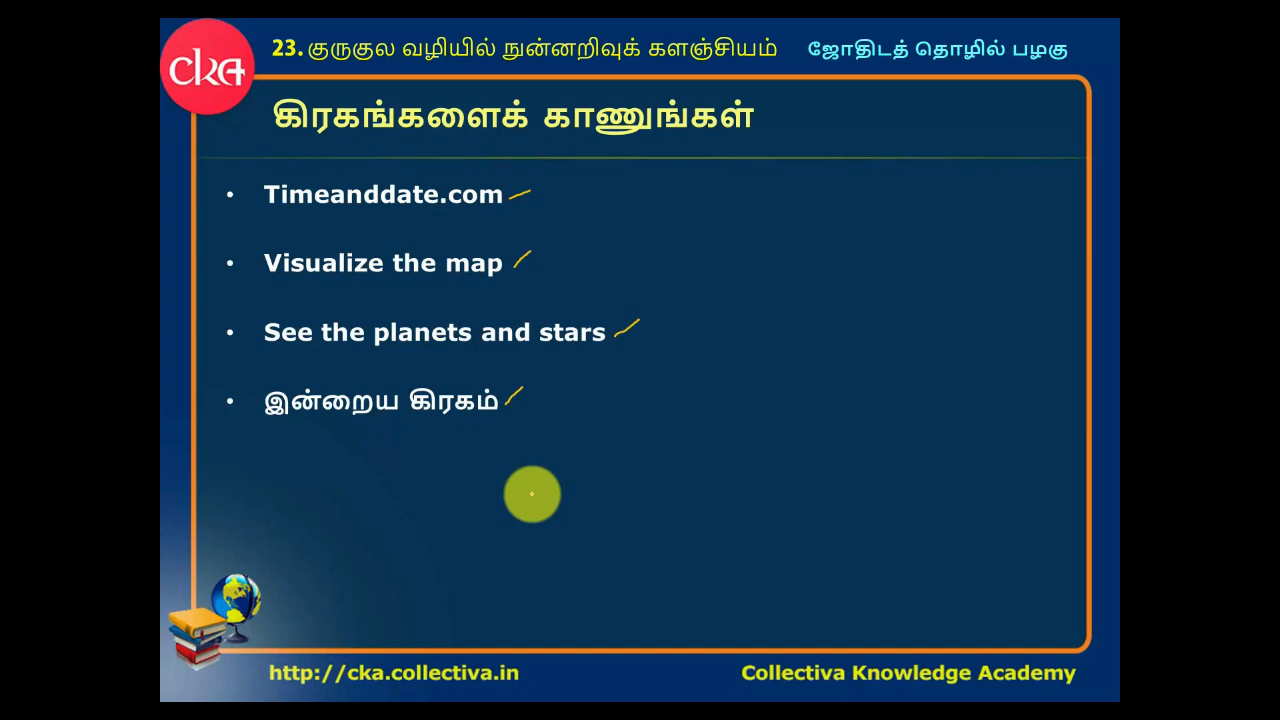 cka
23. குருகுல வழியில் நுன்னறிவுக் களஞ்சியம் ஜோதிடத் தொழில் பழகு
கிரகங்களைக் காணுங்கள்
• Timeanddate.com
• Visualize the map
• See the planets and stars
• இன்றைய கிரகம்
http://cka.collectiva.in Collectiva Knowledge Academy